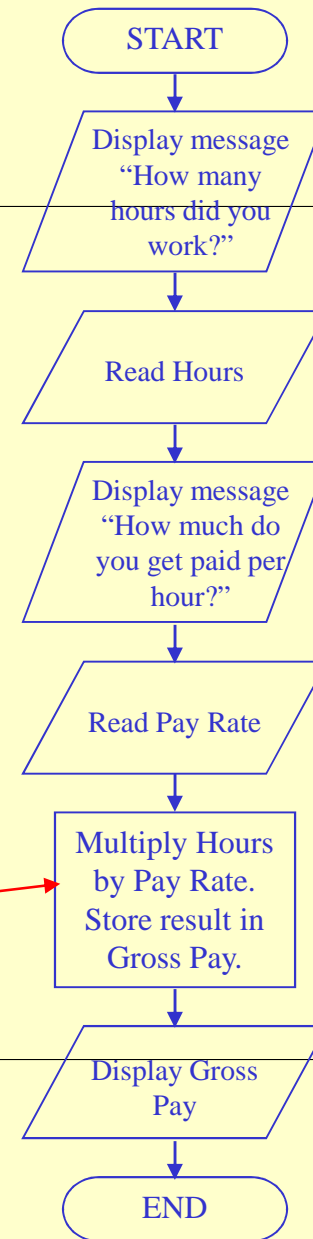 START
Display message
“How many
hours did you
work?”
Read Hours
Display message
“How much do
you get paid per
hour?”
Read Pay Rate
Multiply Hours
by Pay Rate.
Store result in
Gross Pay.
Display Gross
Pay
END